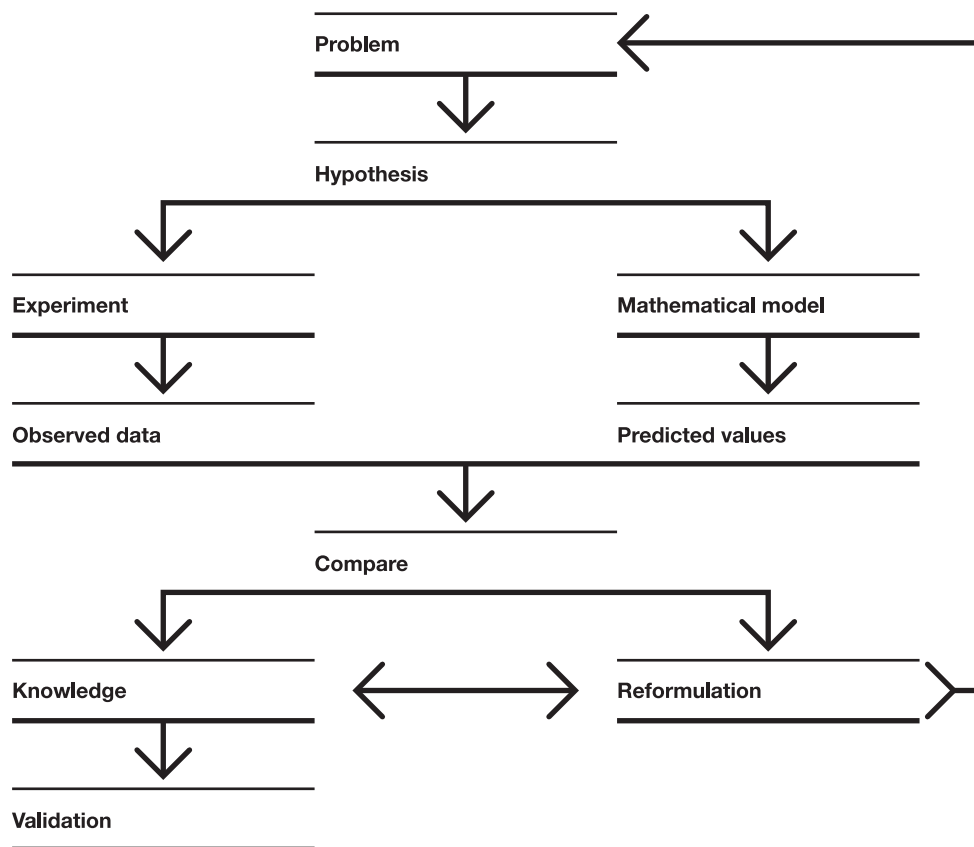 Problem
Hypothesis
Experiment
Mathematical model
Observed data
Predicted values
Compare
Knowledge
Reformulation
Validation